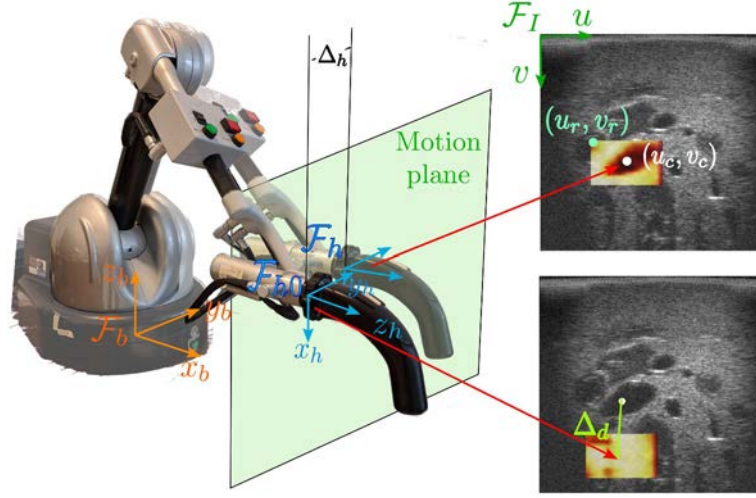 Δ_h
Motion
plane
F_h
F_h0
y_h
z_h
x_h
z_b
y_b
F_b
x_b
F_I
u
v
(u_r, v_r)
(u_c, v_c)
Δ_d